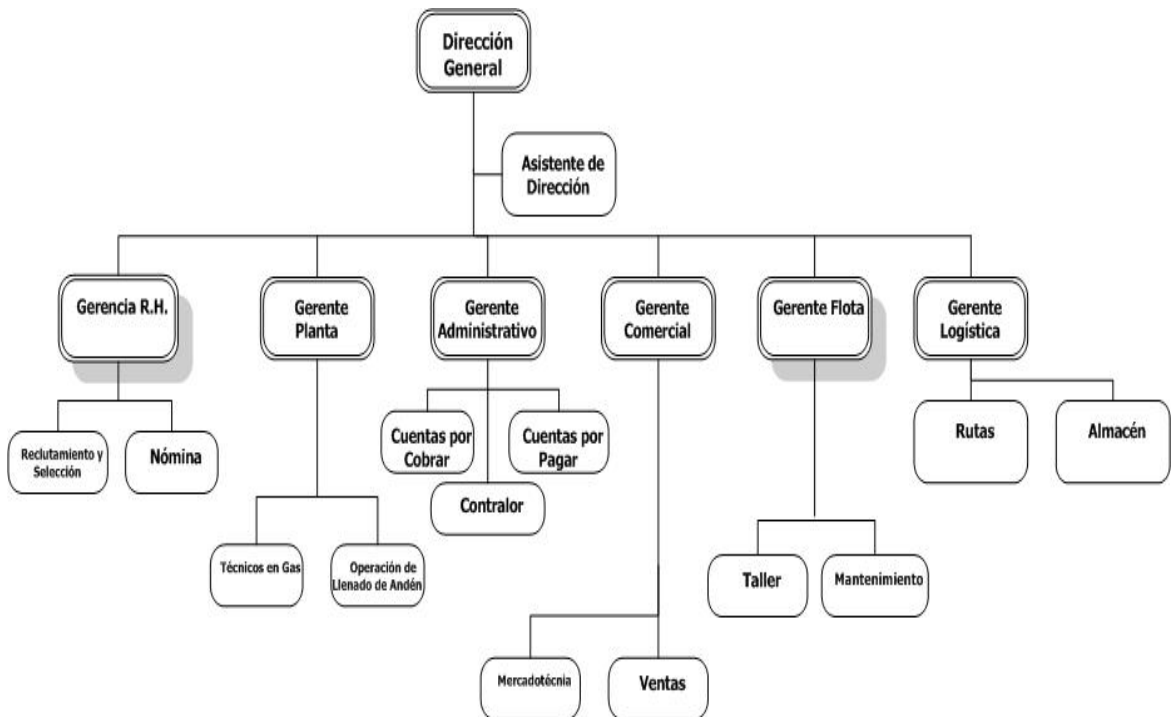 Dirección
General
Asistente de
Dirección
Gerencia R.H.
Gerente
Planta
Gerente
Administrativo
Gerente
Comercial
Gerente Flota
Gerente
Logística
Reclutamiento y
Selección
Nómina
Cuentas por
Cobrar
Cuentas por
Pagar
Contralor
Rutas
Almacén
Técnicos en Gas
Operación de
Llenado de Andén
Taller
Mantenimiento
Mercadotécnia
Ventas